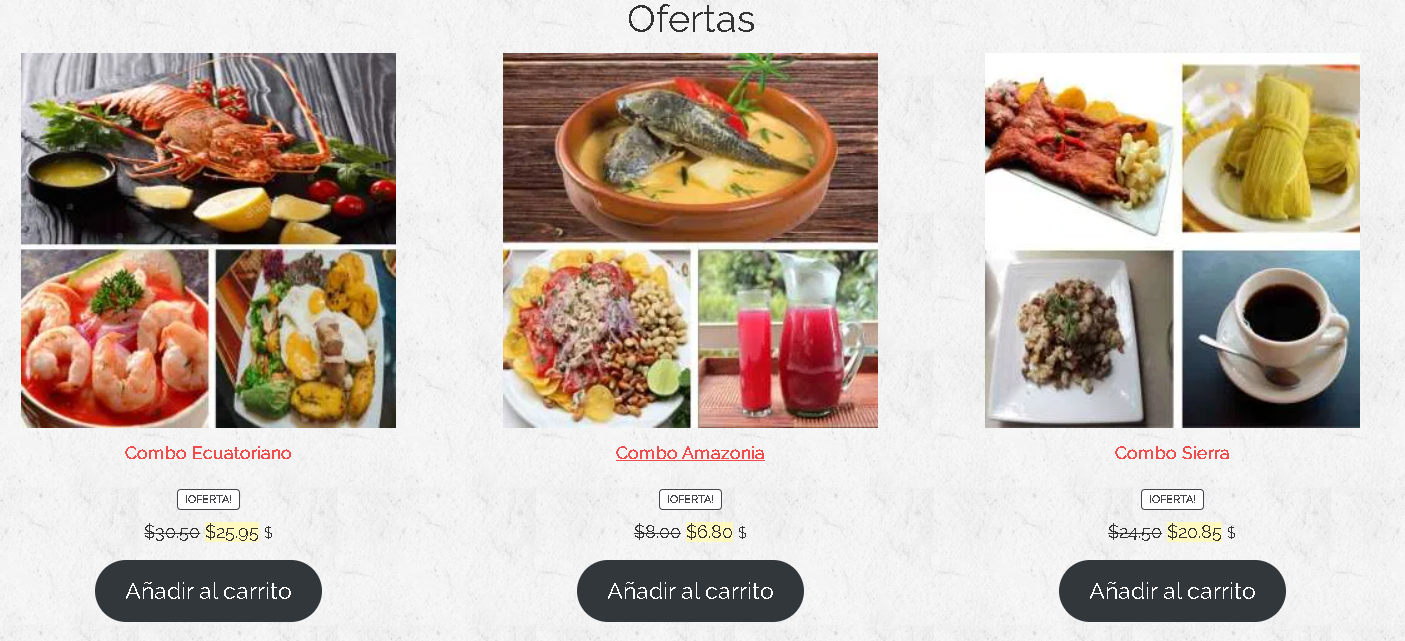 Ofertas
Combo Ecuatoriano
¡OFERTA!
$30.50 $25.95 $
Añadir al carrito
Combo Amazonia
¡OFERTA!
$8.00 $6.80 $
Añadir al carrito
Combo Sierra
¡OFERTA!
$24.50 $20.85 $
Añadir al carrito